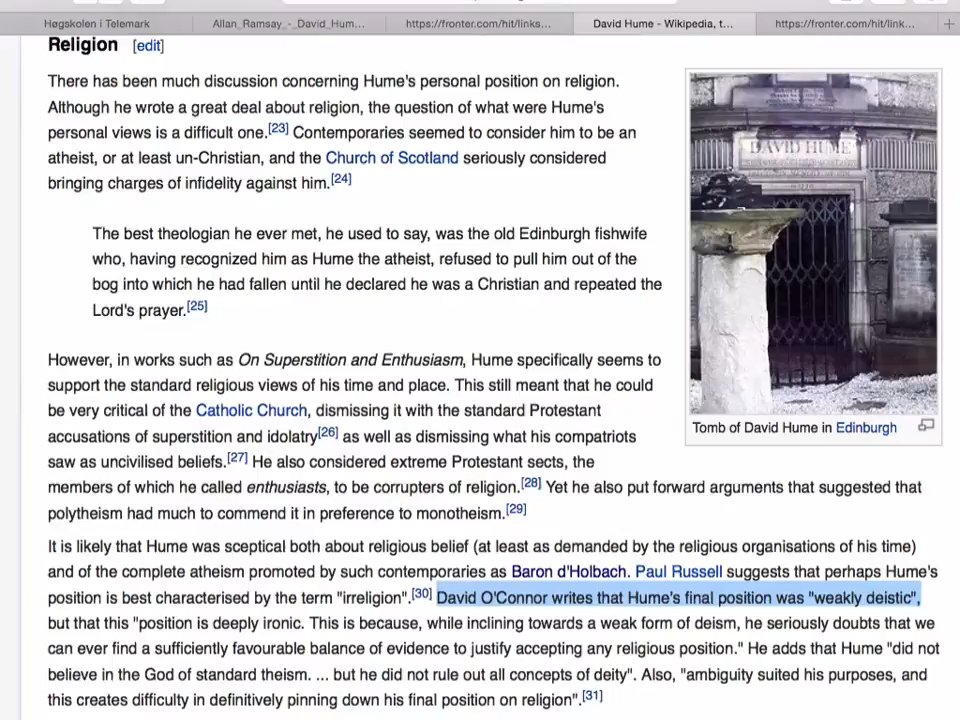 Høgskolen i Telemark
Allan_Ramsay_-_David_Hum...
https://fronter.com/hit/links...
David Hume - Wikipedia, t...
https://fronter.com/hit/link...
Religion [edit]
There has been much discussion concerning Hume's personal position on religion.
Although he wrote a great deal about religion, the question of what were Hume's
personal views is a difficult one.[23] Contemporaries seemed to consider him to be an
atheist, or at least un-Christian, and the Church of Scotland seriously considered
bringing charges of infidelity against him.[24]
The best theologian he ever met, he used to say, was the old Edinburgh fishwife
who, having recognized him as Hume the atheist, refused to pull him out of the
bog into which he had fallen until he declared he was a Christian and repeated the
Lord's prayer.[25]
DAVID HUME
Tomb of David Hume in Edinburgh
However, in works such as On Superstition and Enthusiasm, Hume specifically seems to
support the standard religious views of his time and place. This still meant that he could
be very critical of the Catholic Church, dismissing it with the standard Protestant
accusations of superstition and idolatry[26] as well as dismissing what his compatriots
saw as uncivilised beliefs.[27] He also considered extreme Protestant sects, the
members of which he called enthusiasts, to be corrupters of religion.[28] Yet he also put forward arguments that suggested that
polytheism had much to commend it in preference to monotheism.[29]
It is likely that Hume was sceptical both about religious belief (at least as demanded by the religious organisations of his time)
and of the complete atheism promoted by such contemporaries as Baron d'Holbach. Paul Russell suggests that perhaps Hume's
position is best characterised by the term "irreligion".[30] David O'Connor writes that Hume's final position was "weakly deistic",
but that this "position is deeply ironic. This is because, while inclining towards a weak form of deism, he seriously doubts that we
can ever find a sufficiently favourable balance of evidence to justify accepting any religious position." He adds that Hume "did not
believe in the God of standard theism. ... but he did not rule out all concepts of deity". Also, "ambiguity suited his purposes, and
this creates difficulty in definitively pinning down his final position on religion".[31]